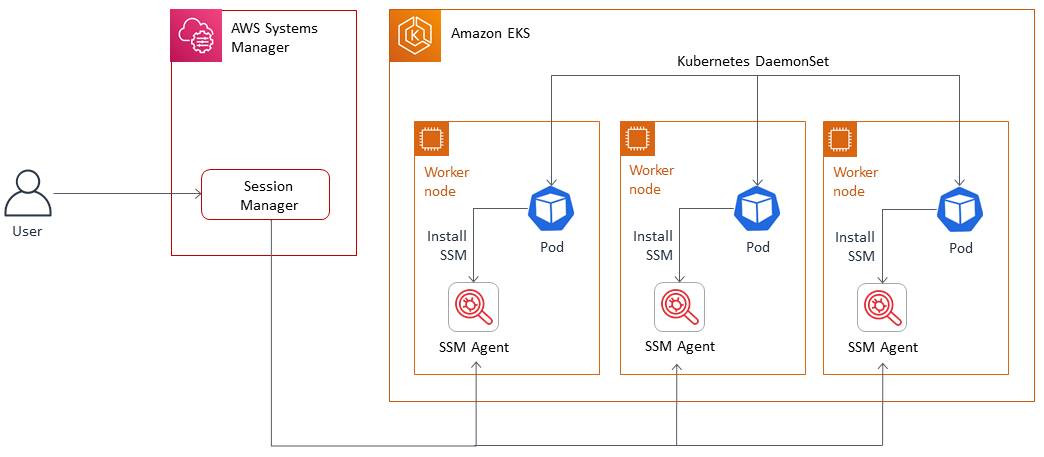 AWS Systems
Manager
Amazon EKS
Kubernetes DaemonSet
Worker
node
Worker
node
Worker
node
Session
Manager
User
Pod
Pod
Pod
Install
SSM
Install
SSM
Install
SSM
SSM Agent
SSM Agent
SSM Agent